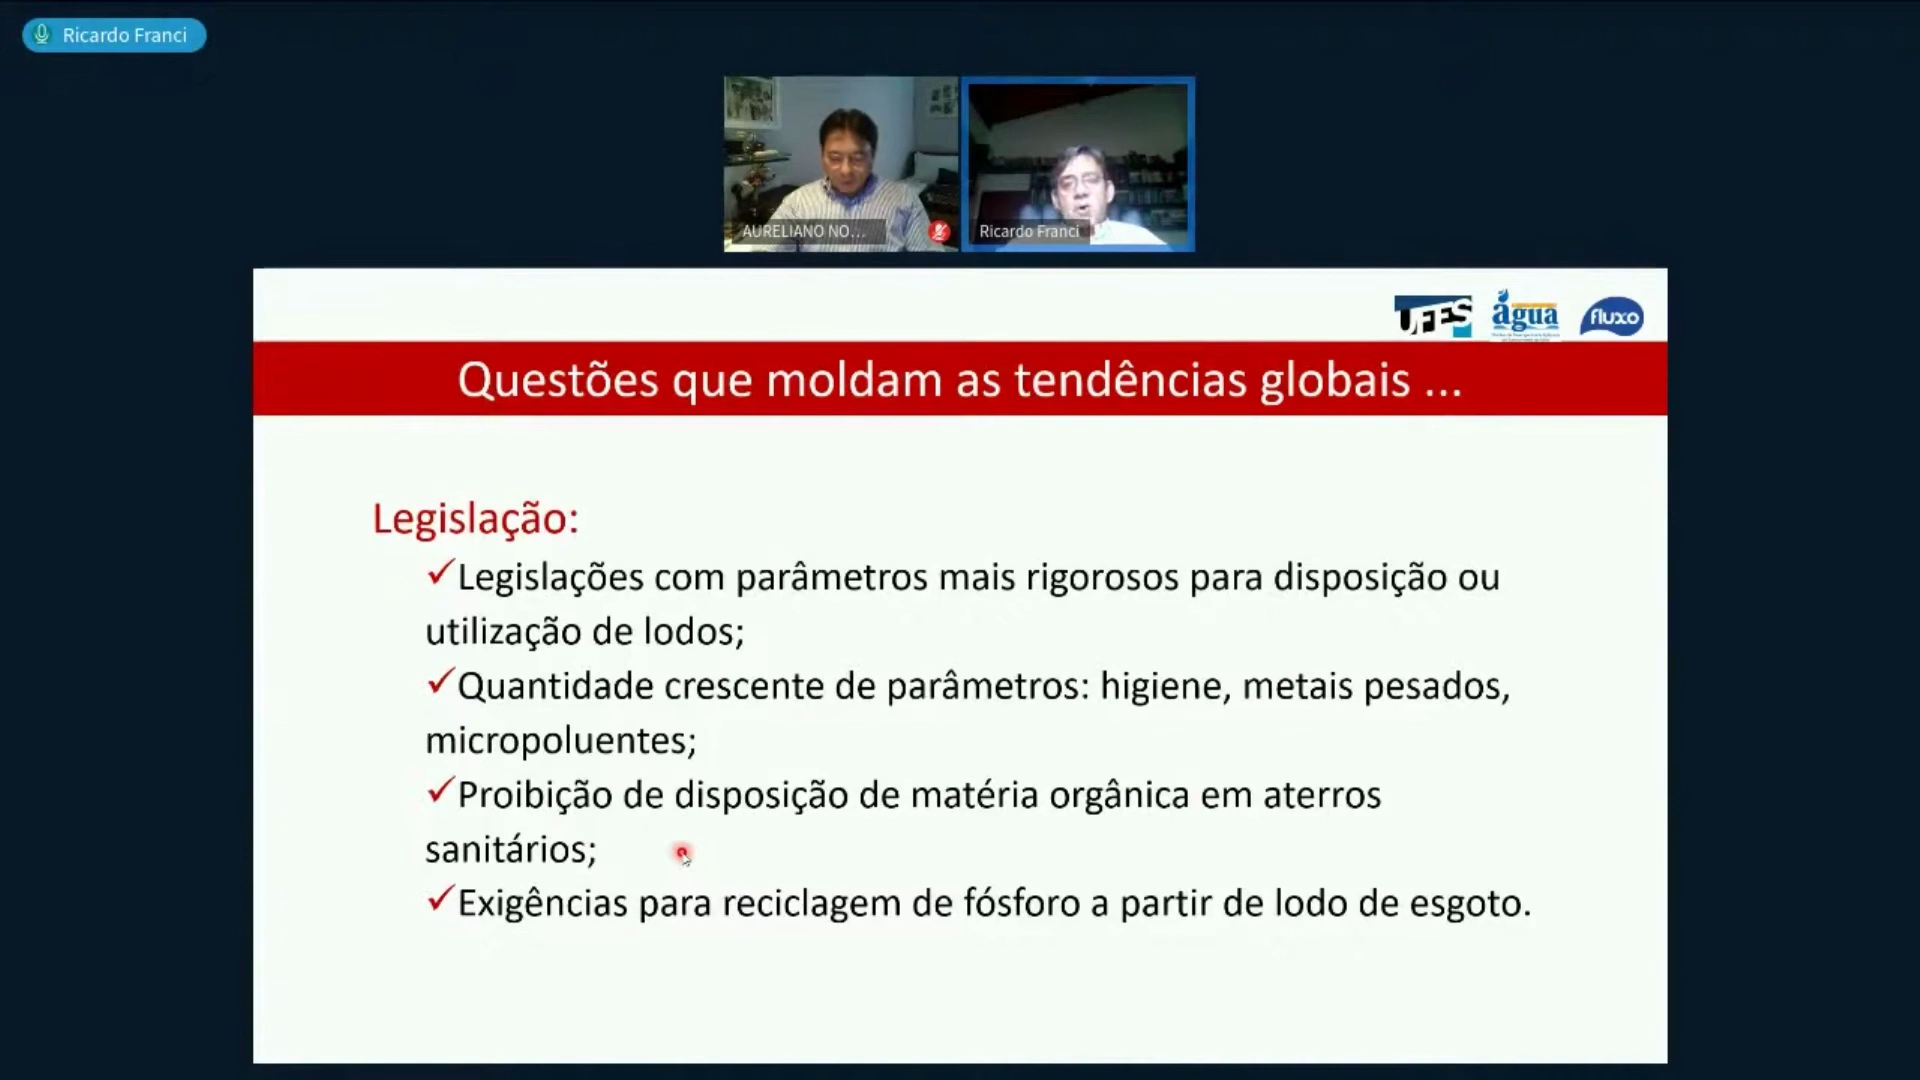 Ricardo Franci
AURELIANO NO...
Ricardo Franci
UFES
água
fluxo
Questões que moldam as tendências globais ...
Legislação:
✓Legislações com parâmetros mais rigorosos para disposição ou
utilização de lodos;
✓Quantidade crescente de parâmetros: higiene, metais pesados,
micropoluentes;
✓Proibição de disposição de matéria orgânica em aterros
sanitários;
✓Exigências para reciclagem de fósforo a partir de lodo de esgoto.